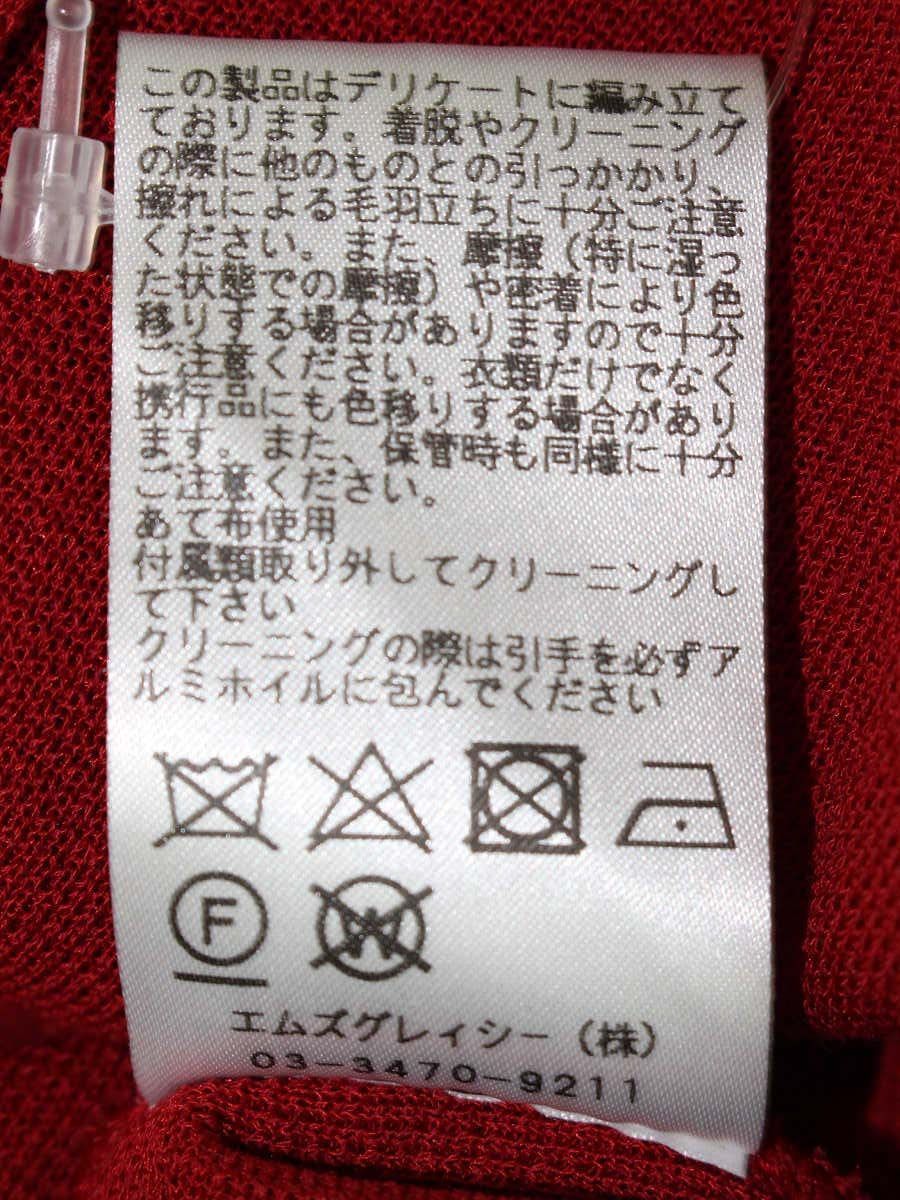 この製品はデリケートに編み立て
ております。着脱やクリーニング
の際に他のものとの引っかかり、
擦れによる毛羽立ちに十分ご注意
ください。また、摩擦(特に湿っ
た状態での摩擦)や密着により色
移りする場合がありますので十分
ご注意ください。衣類だけでなく
携行品にも色移りする場合があり
ます。また、保管時も同様に十分
ご注意ください。
あて布使用
付属類取り外してクリーニングし
て下さい
クリーニングの際は引手を必ずア
ルミホイルに包んでください
F
W
エムズグレイシー(株)
03-3470-9211